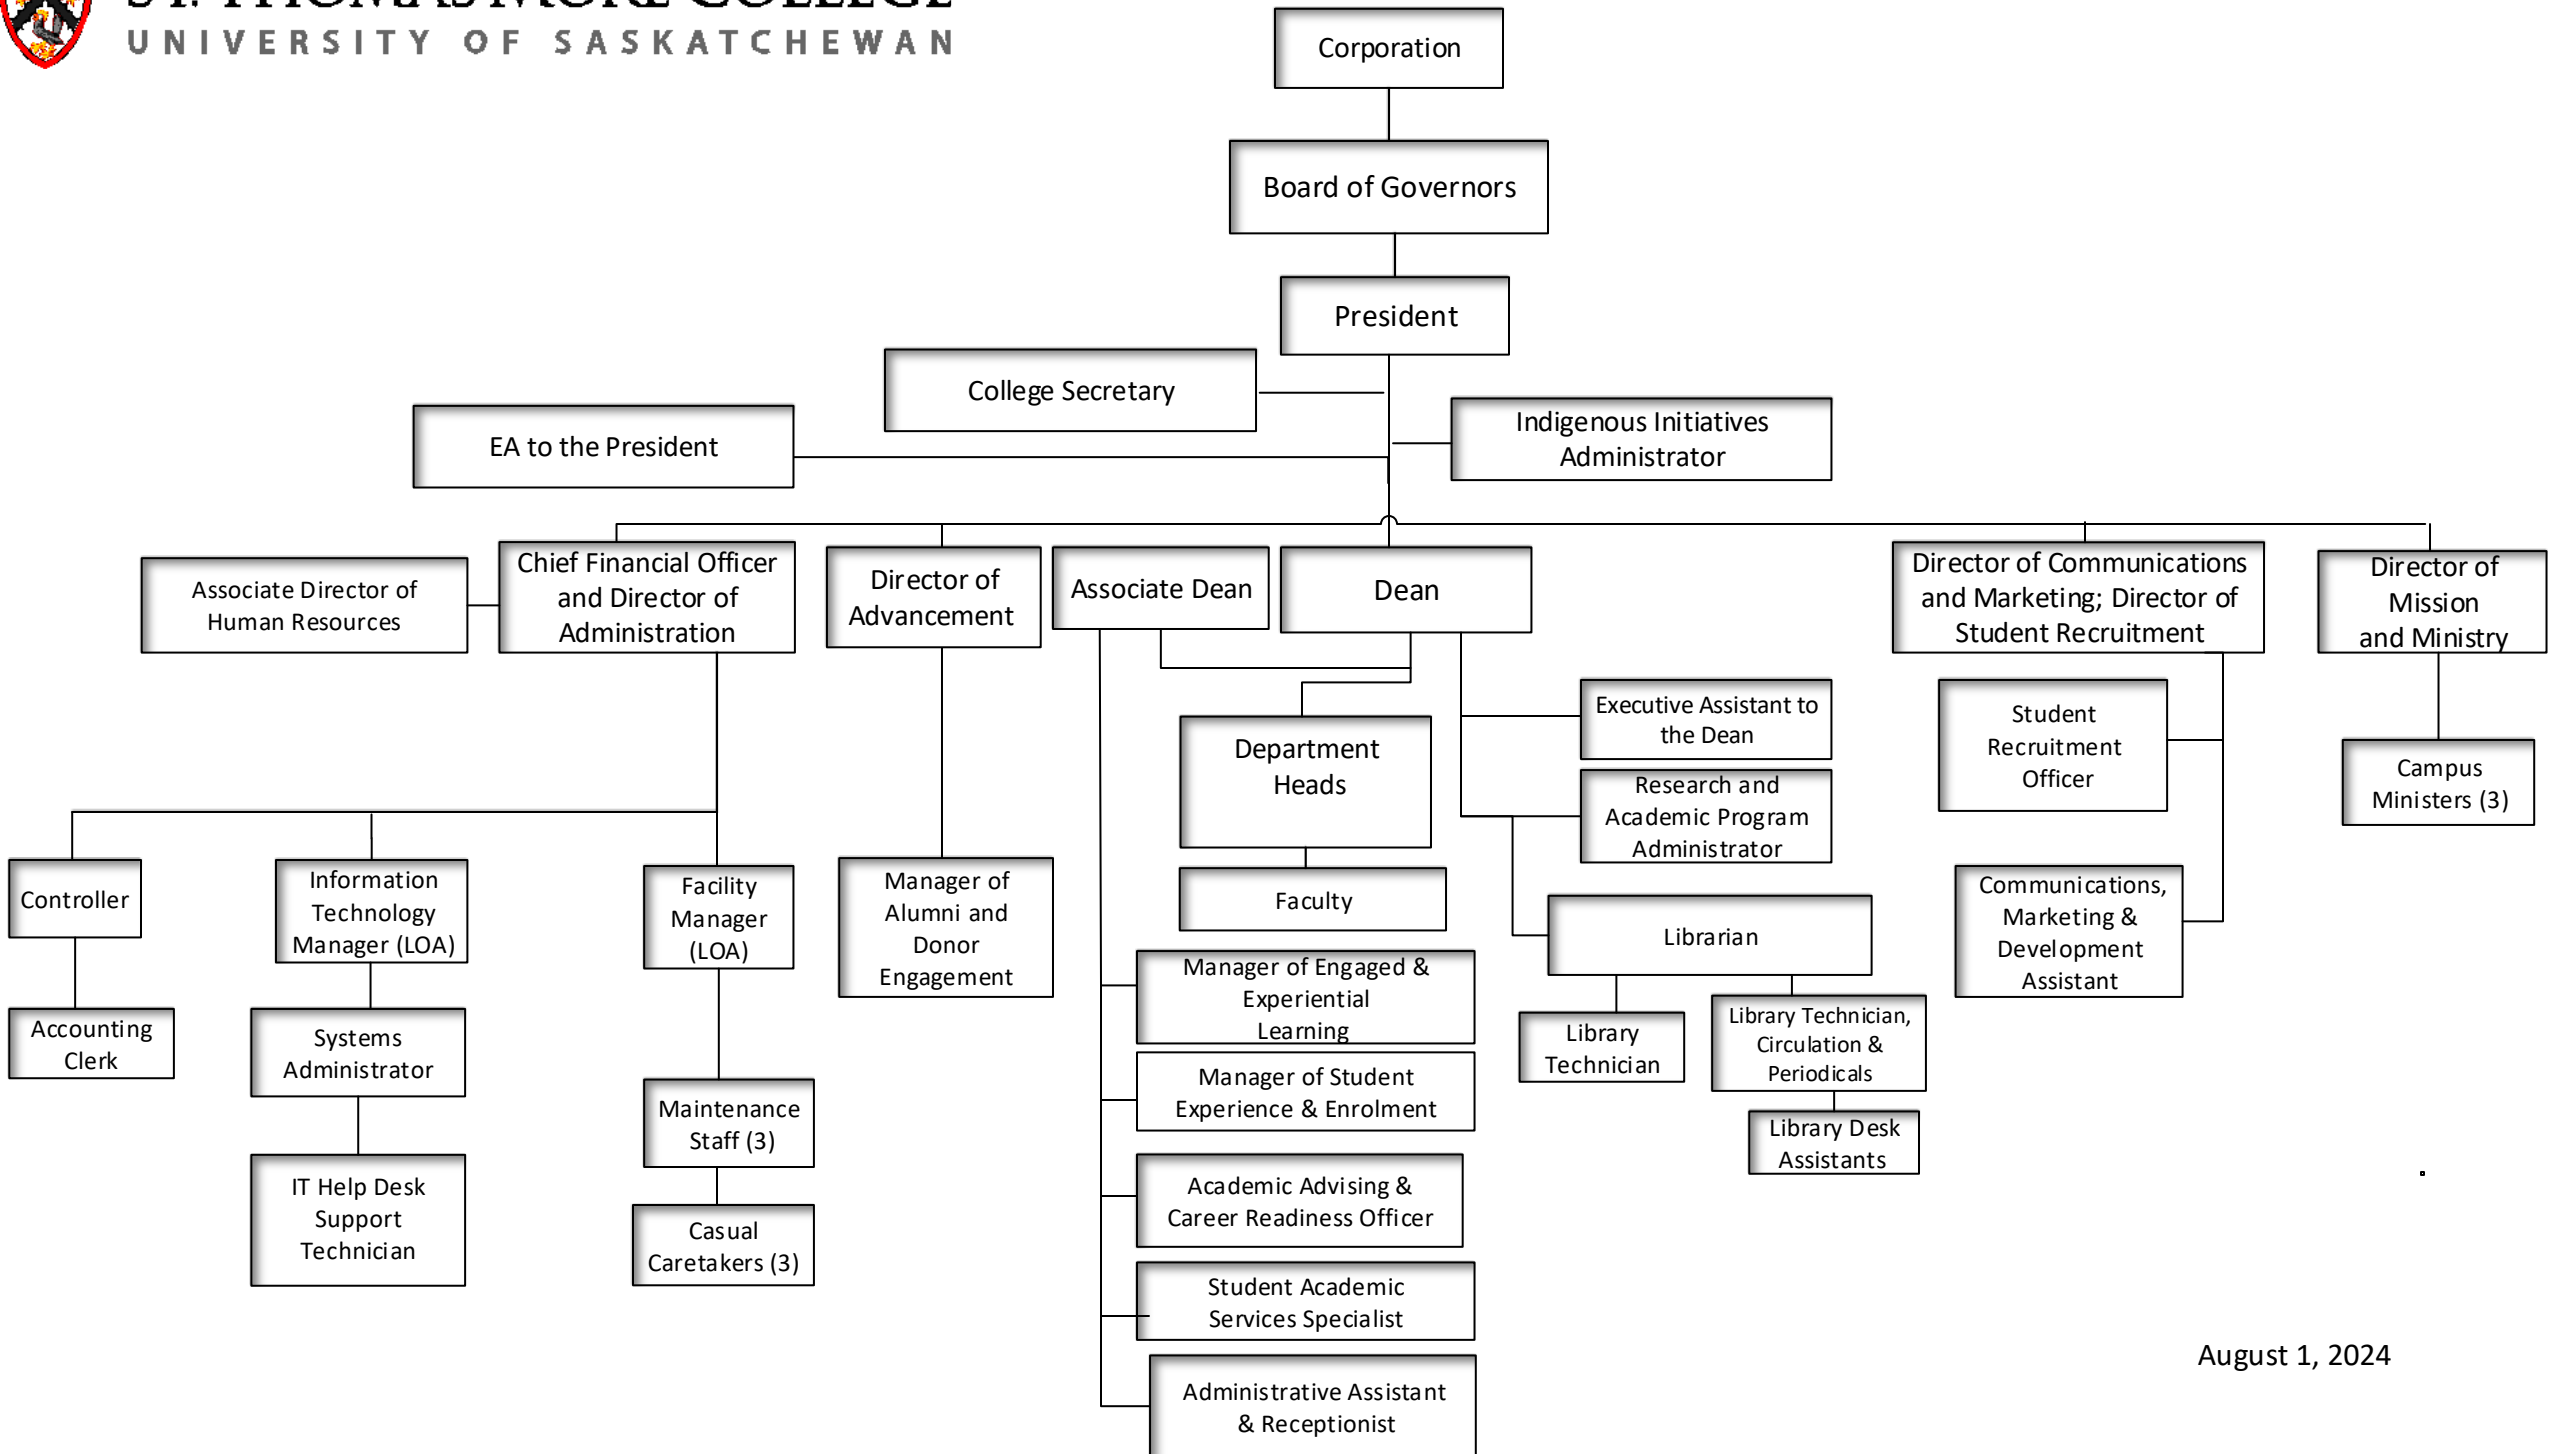 ST. THOMAS MORE COLLEGE
UNIVERSITY OF SASKATCHEWAN
Corporation
Board of Governors
President
College Secretary
EA to the President
Indigenous Initiatives
Administrator
Associate Director of
Human Resources
Chief Financial Officer
and Director of
Administration
Director of
Advancement
Associate Dean
Dean
Director of Communications
and Marketing; Director of
Student Recruitment
Director of
Mission
and Ministry
Executive Assistant to
the Dean
Student
Recruitment
Officer
Department
Heads
Campus
Ministers (3)
Research and
Academic Program
Administrator
Controller
Information
Technology
Manager (LOA)
Facility
Manager
(LOA)
Manager of
Alumni and
Donor
Engagement
Faculty
Librarian
Communications,
Marketing &
Development
Assistant
Manager of Engaged &
Experiential
Learning
Accounting
Clerk
Systems
Administrator
Library
Technician
Library Technician,
Circulation &
Periodicals
Manager of Student
Experience & Enrolment
Maintenance
Staff (3)
Library Desk
Assistants
IT Help Desk
Support
Technician
Academic Advising &
Career Readiness Officer
Casual
Caretakers (3)
Student Academic
Services Specialist
Administrative Assistant
& Receptionist
August 1, 2024